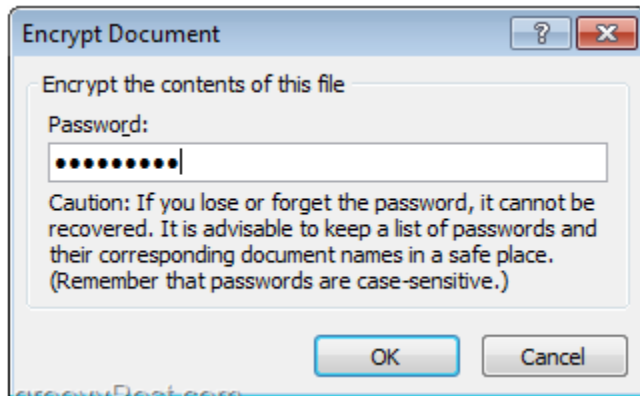 Encrypt Document
Encrypt the contents of this file
Password:
•••••••••
Caution: If you lose or forget the password, it cannot be
recovered. It is advisable to keep a list of passwords and
their corresponding document names in a safe place.
(Remember that passwords are case-sensitive.)
OK Cancel
groovyPost.com